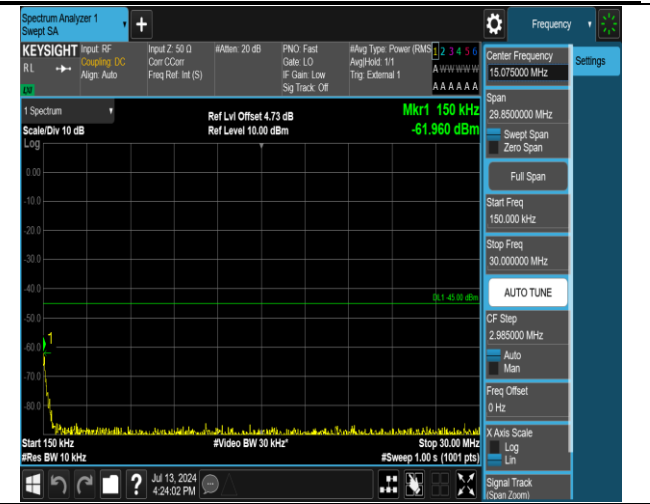 Spectrum Analyzer 1
Swept SA
+
Frequency
KEYSIGHT
Input: RF
Input Z: 50 Ω
#Atten: 20 dB
PNO: Fast
#Avg Type: Power (RMS
1 2 3 4 5 6
RL
Coupling: DC
Corr CCorr
Gate: LO
Avg|Hold: 1/1
A W W W W W
Align: Auto
Freq Ref: Int (S)
IF Gain: Low
Trig: External 1
Sig Track: Off
A A A A A A
1 Spectrum
Ref Lvl Offset 4.73 dB
Mkr1 150 kHz
Scale/Div 10 dB
Ref Level 10.00 dBm
-61.960 dBm
Log
0.00
-10.0
-20.0
-30.0
-40.0
DL1 -45.00 dBm
-50.0
1
-60.0
-70.0
-80.0
Start 150 kHz
#Video BW 30 kHz*
Stop 30.00 MHz
#Res BW 10 kHz
#Sweep 1.00 s (1001 pts)
?
Jul 13, 2024
4:24:02 PM
Center Frequency
15.075000 MHz
Settings
Span
29.8500000 MHz
Swept Span
Zero Span
Full Span
Start Freq
150.000 kHz
Stop Freq
30.000000 MHz
AUTO TUNE
CF Step
2.985000 MHz
Auto
Man
Freq Offset
0 Hz
X Axis Scale
Log
Lin
Signal Track
(Span Zoom)